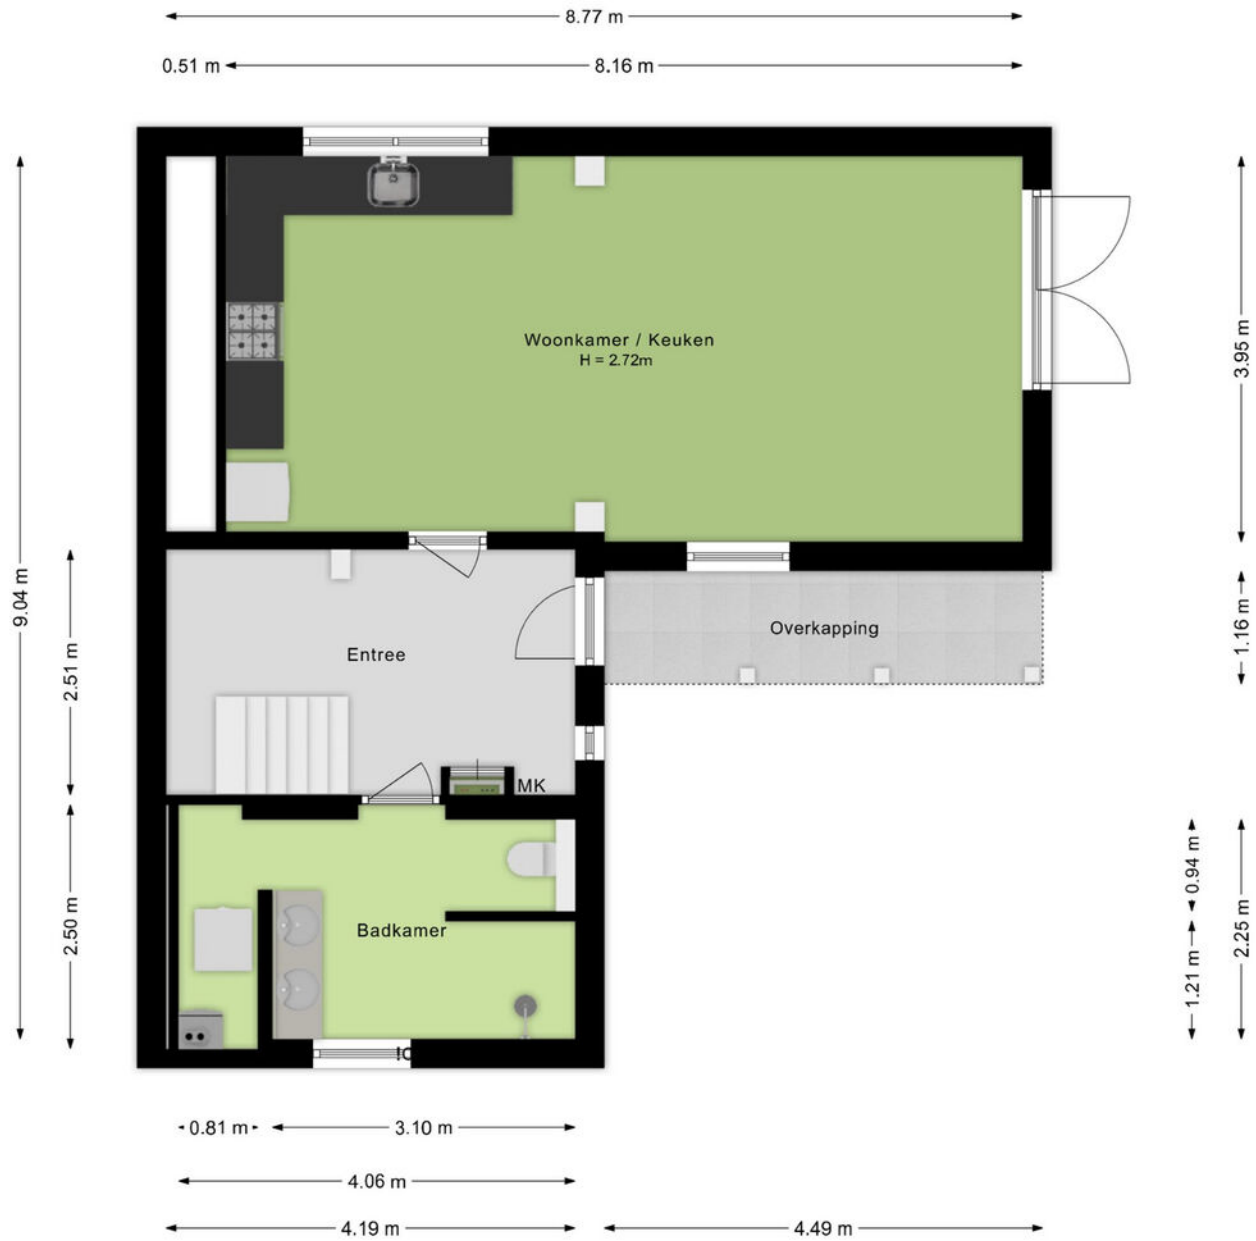 8.77 m
0.51 m
8.16 m
Woonkamer / Keuken
H = 2.72m
3.95 m
9.04 m
2.51 m
Entree
Overkapping
1.16 m
MK
2.50 m
Badkamer
0.94 m
1.21 m
2.25 m
0.81 m
3.10 m
4.06 m
4.19 m
4.49 m